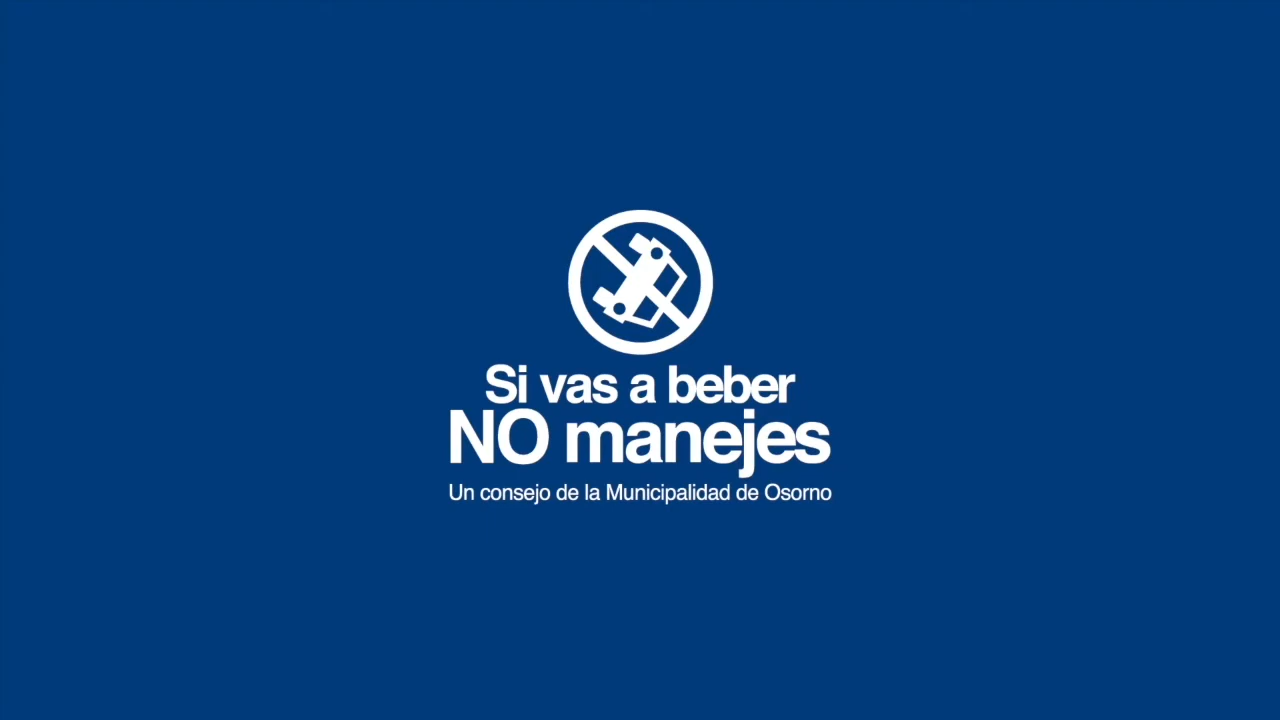 Si vas a beber
NO manejes
Un consejo de la Municipalidad de Osorno